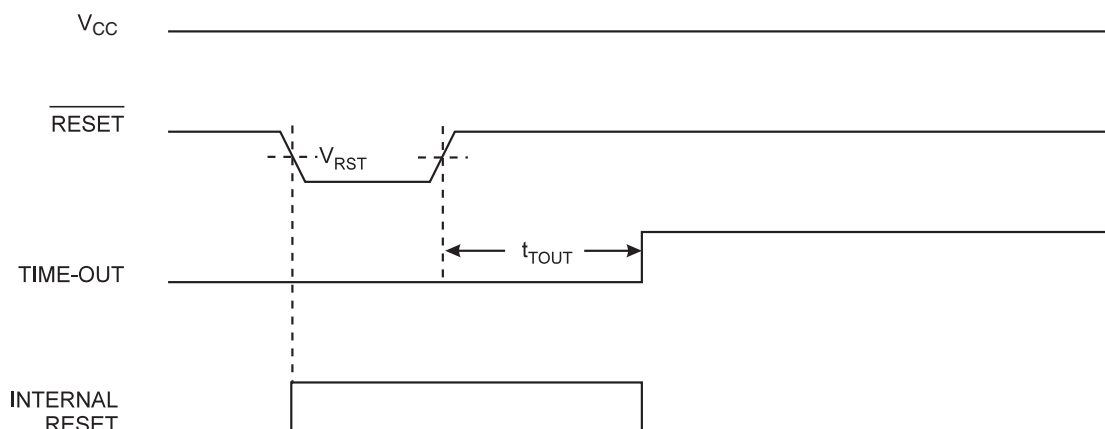 VCC
RESET
VRST
tTOUT
TIME-OUT
INTERNAL
RESET